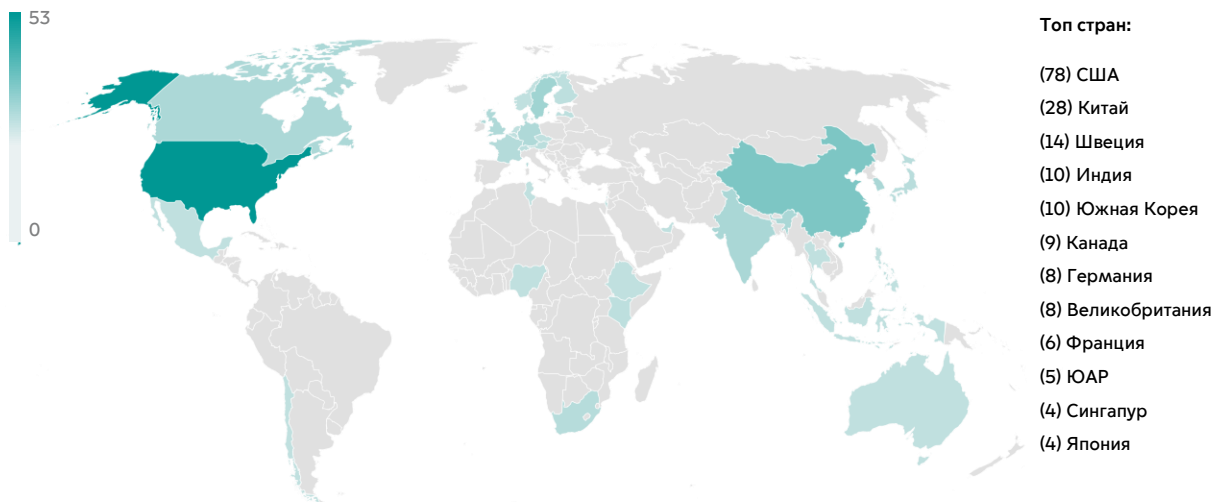 53
0
Топ стран:
(78) США
(28) Китай
(14) Швеция
(10) Индия
(10) Южная Корея
(9) Канада
(8) Германия
(8) Великобритания
(6) Франция
(5) ЮАР
(4) Сингапур
(4) Япония